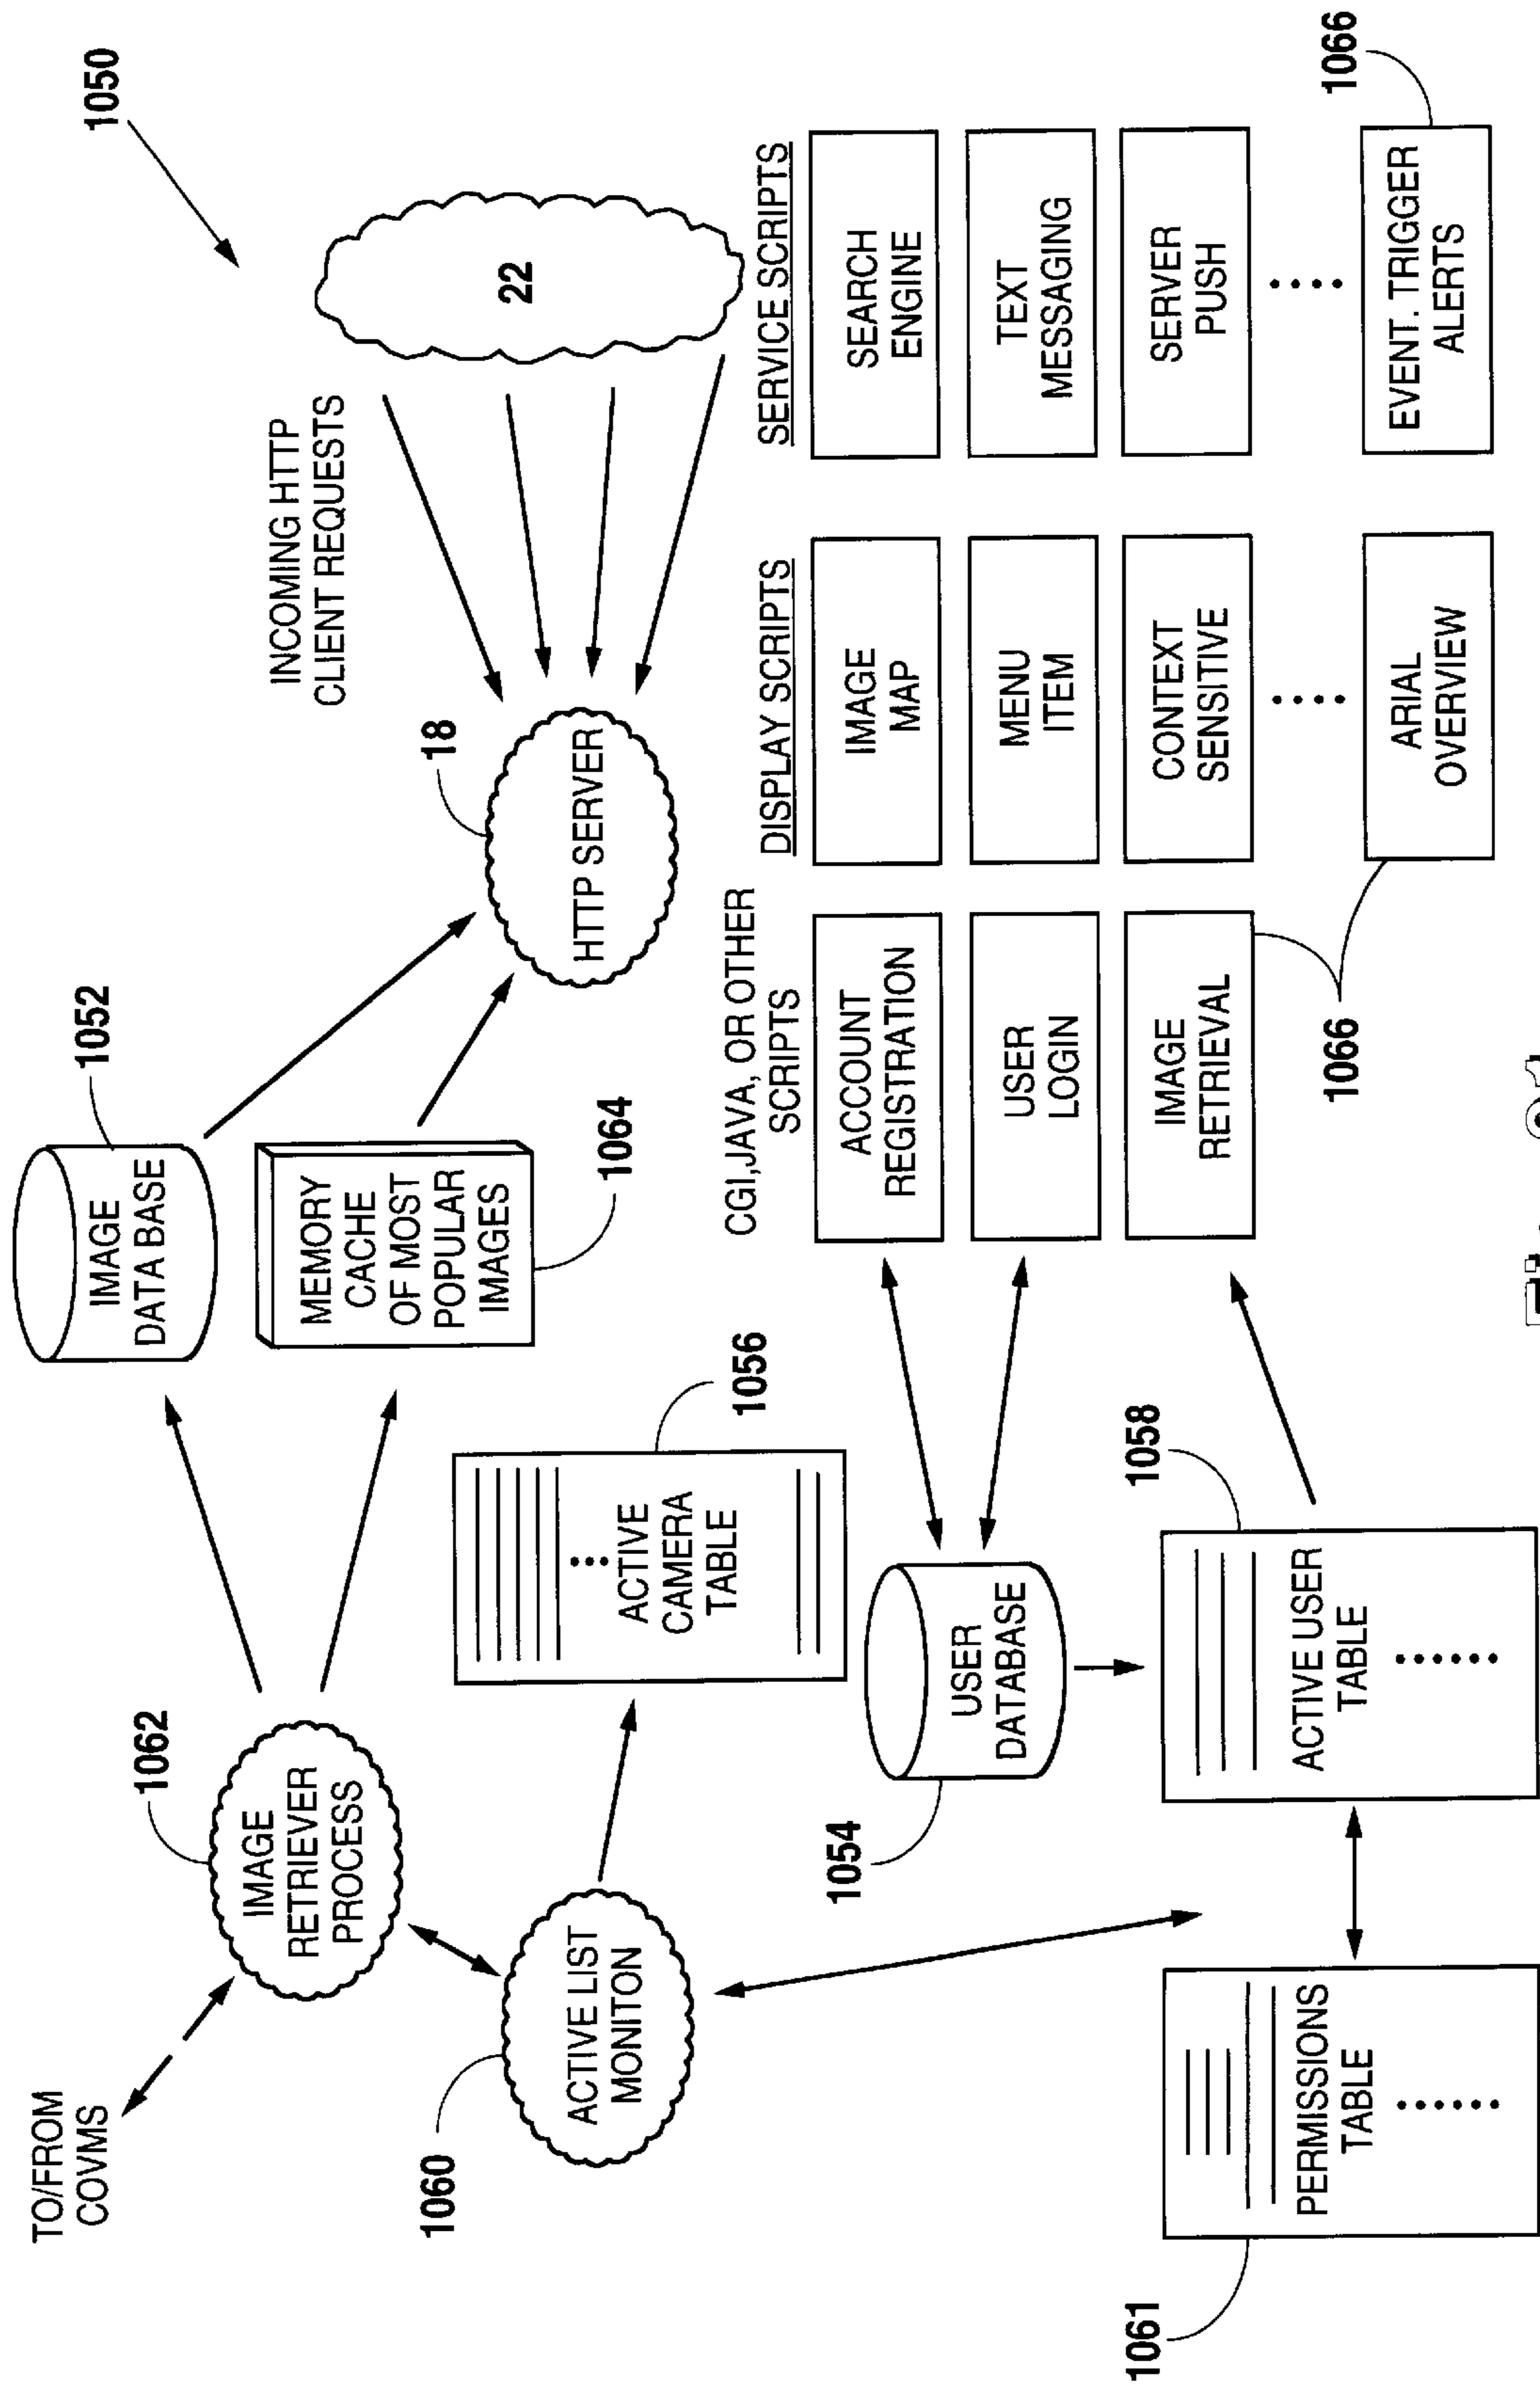 1050
TO/FROM
COVMS
1062
IMAGE
RETRIEVER
PROCESS
IMAGE
DATA BASE
1052
MEMORY
CACHE
OF MOST
POPULAR
IMAGES
1064
INCOMING HTTP
CLIENT REQUESTS
22
18
HTTP SERVER
1060
ACTIVE LIST
MONITON
ACTIVE
CAMERA
TABLE
1056
1054
USER
DATABASE
CGI,JAVA, OR OTHER
SCRIPTS
ACCOUNT
REGISTRATION
USER
LOGIN
IMAGE
RETRIEVAL
1066
DISPLAY SCRIPTS
IMAGE
MAP
MENU
ITEM
CONTEXT
SENSITIVE
ARIAL
OVERVIEW
SERVICE SCRIPTS
SEARCH
ENGINE
TEXT
MESSAGING
SERVER
PUSH
EVENT. TRIGGER
ALERTS
1066
1061
PERMISSIONS
TABLE
1058
ACTIVE USER
TABLE